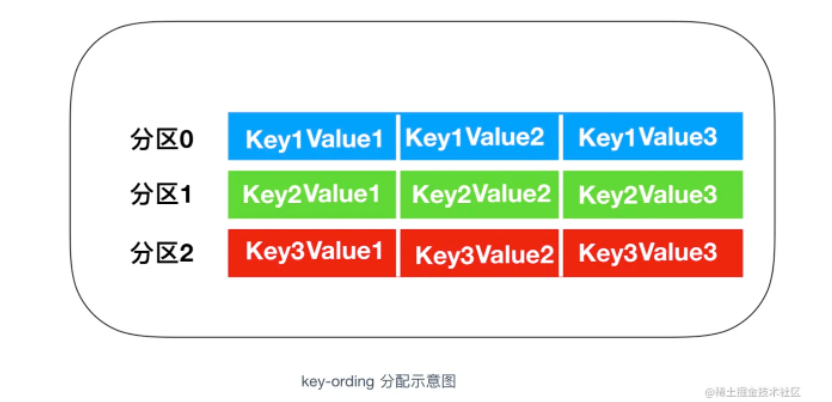 分区0 Key1Value1 Key1Value2 Key1Value3
分区1 Key2Value1 Key2Value2 Key2Value3
分区2 Key3Value1 Key3Value2 Key3Value3
key-ording 分配示意图
@稀土掘金技术社区